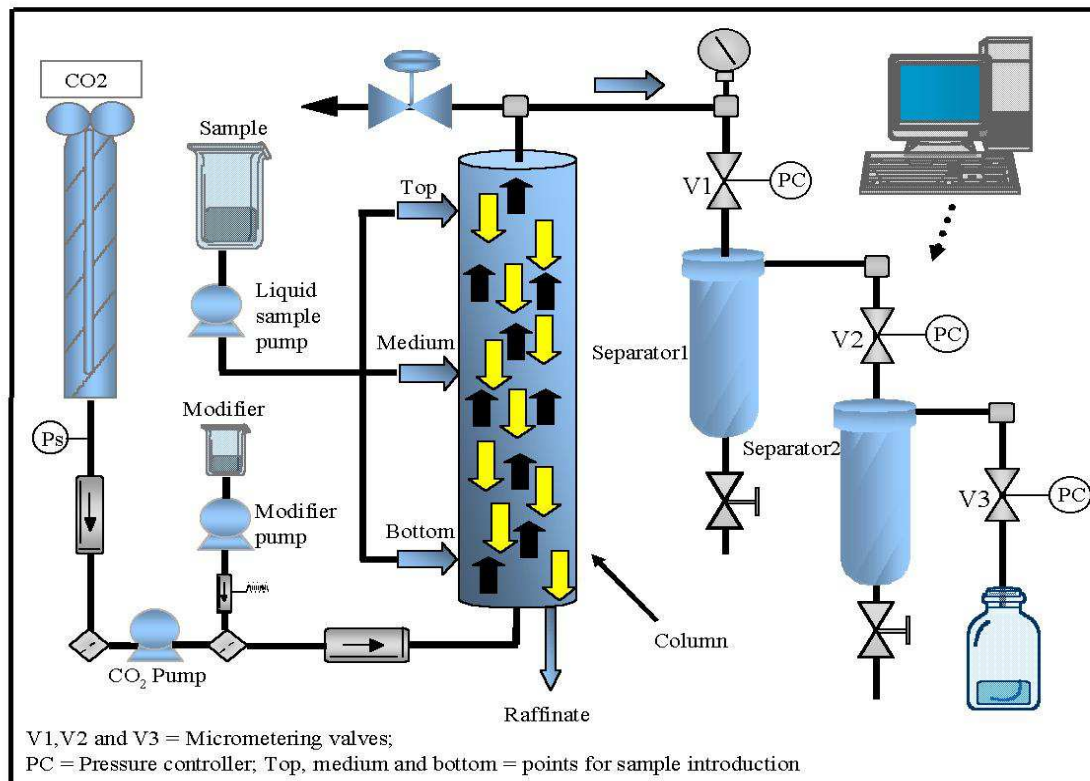 CO2
Sample
Top
V1
PC
Liquid
sample
pump
Medium
Separator1
V2
PC
Ps
Modifier
Separator2
Modifier
pump
V3
PC
Bottom
Column
CO₂ Pump
Raffinate
V1,V2 and V3 = Micrometering valves;
PC = Pressure controller; Top, medium and bottom = points for sample introduction